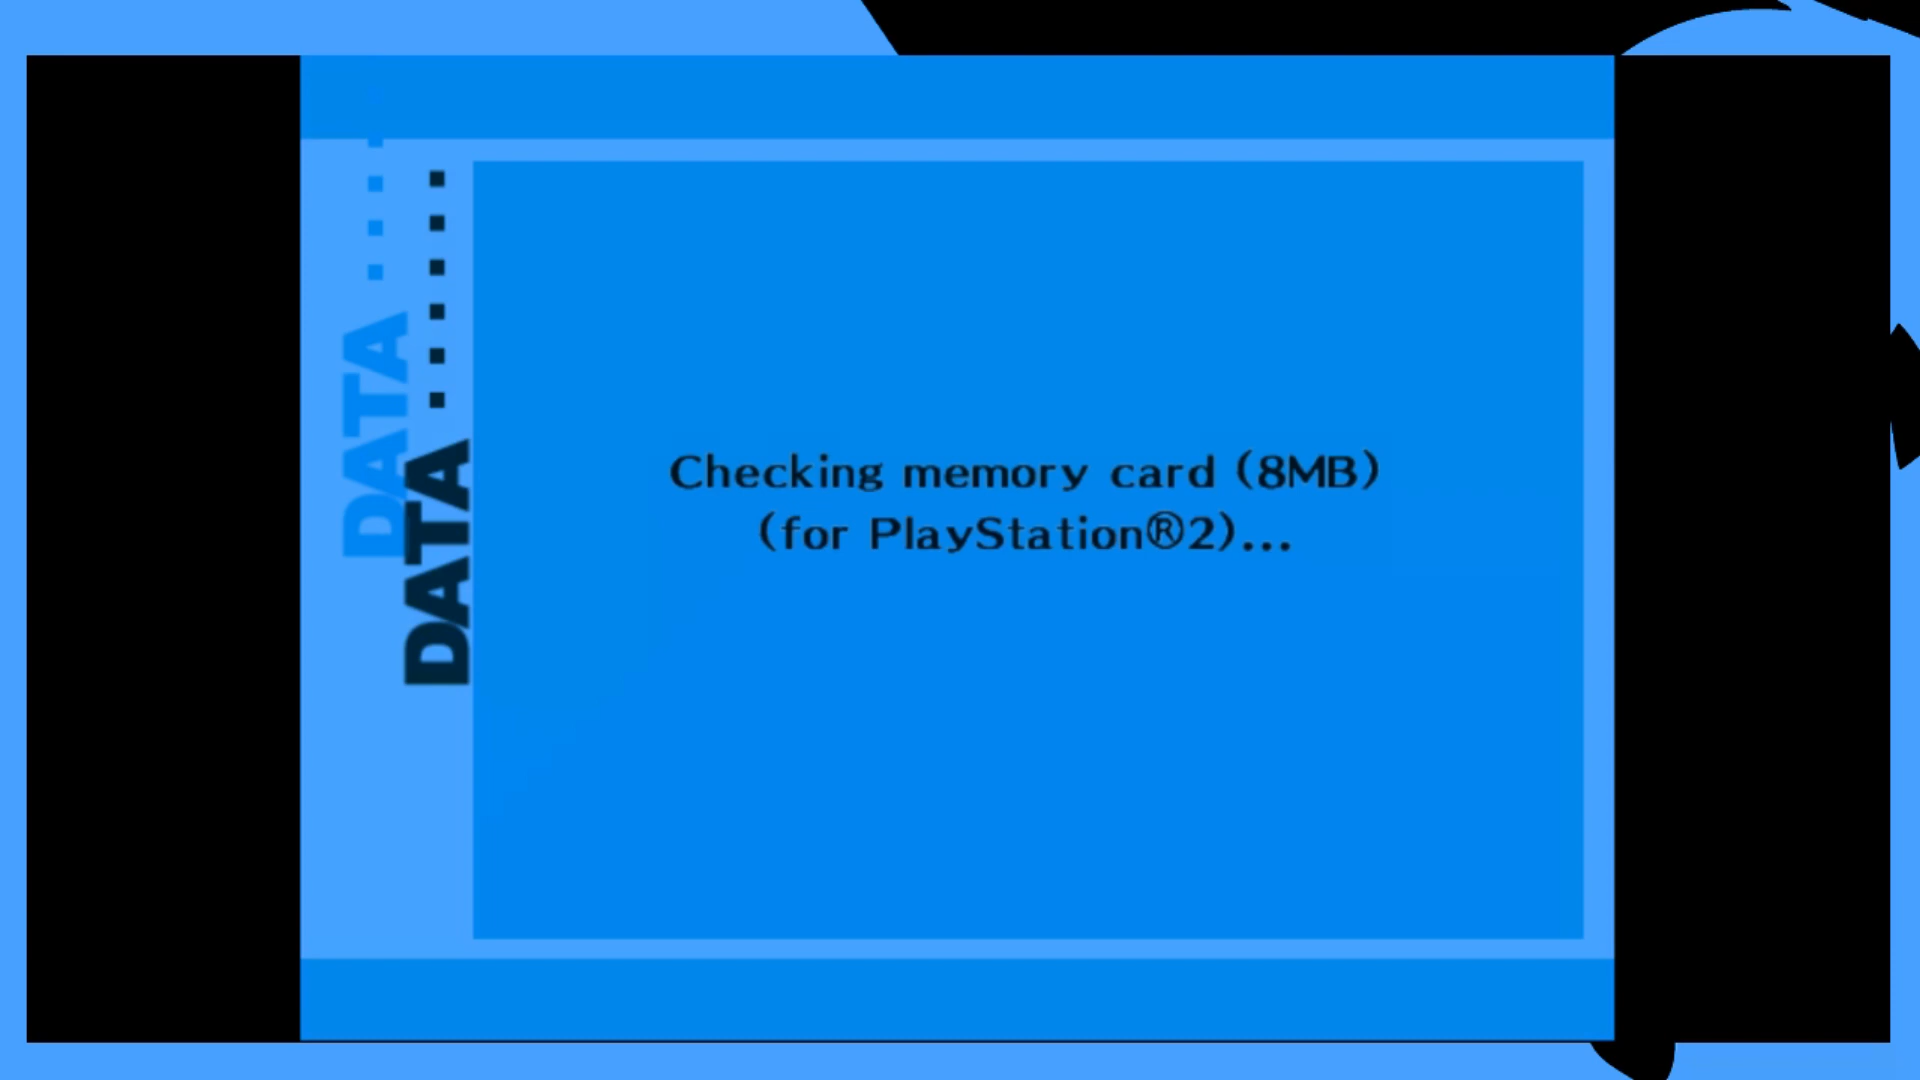 DATA......
DATA....
Checking memory card (8MB)
(for PlayStation®2)...